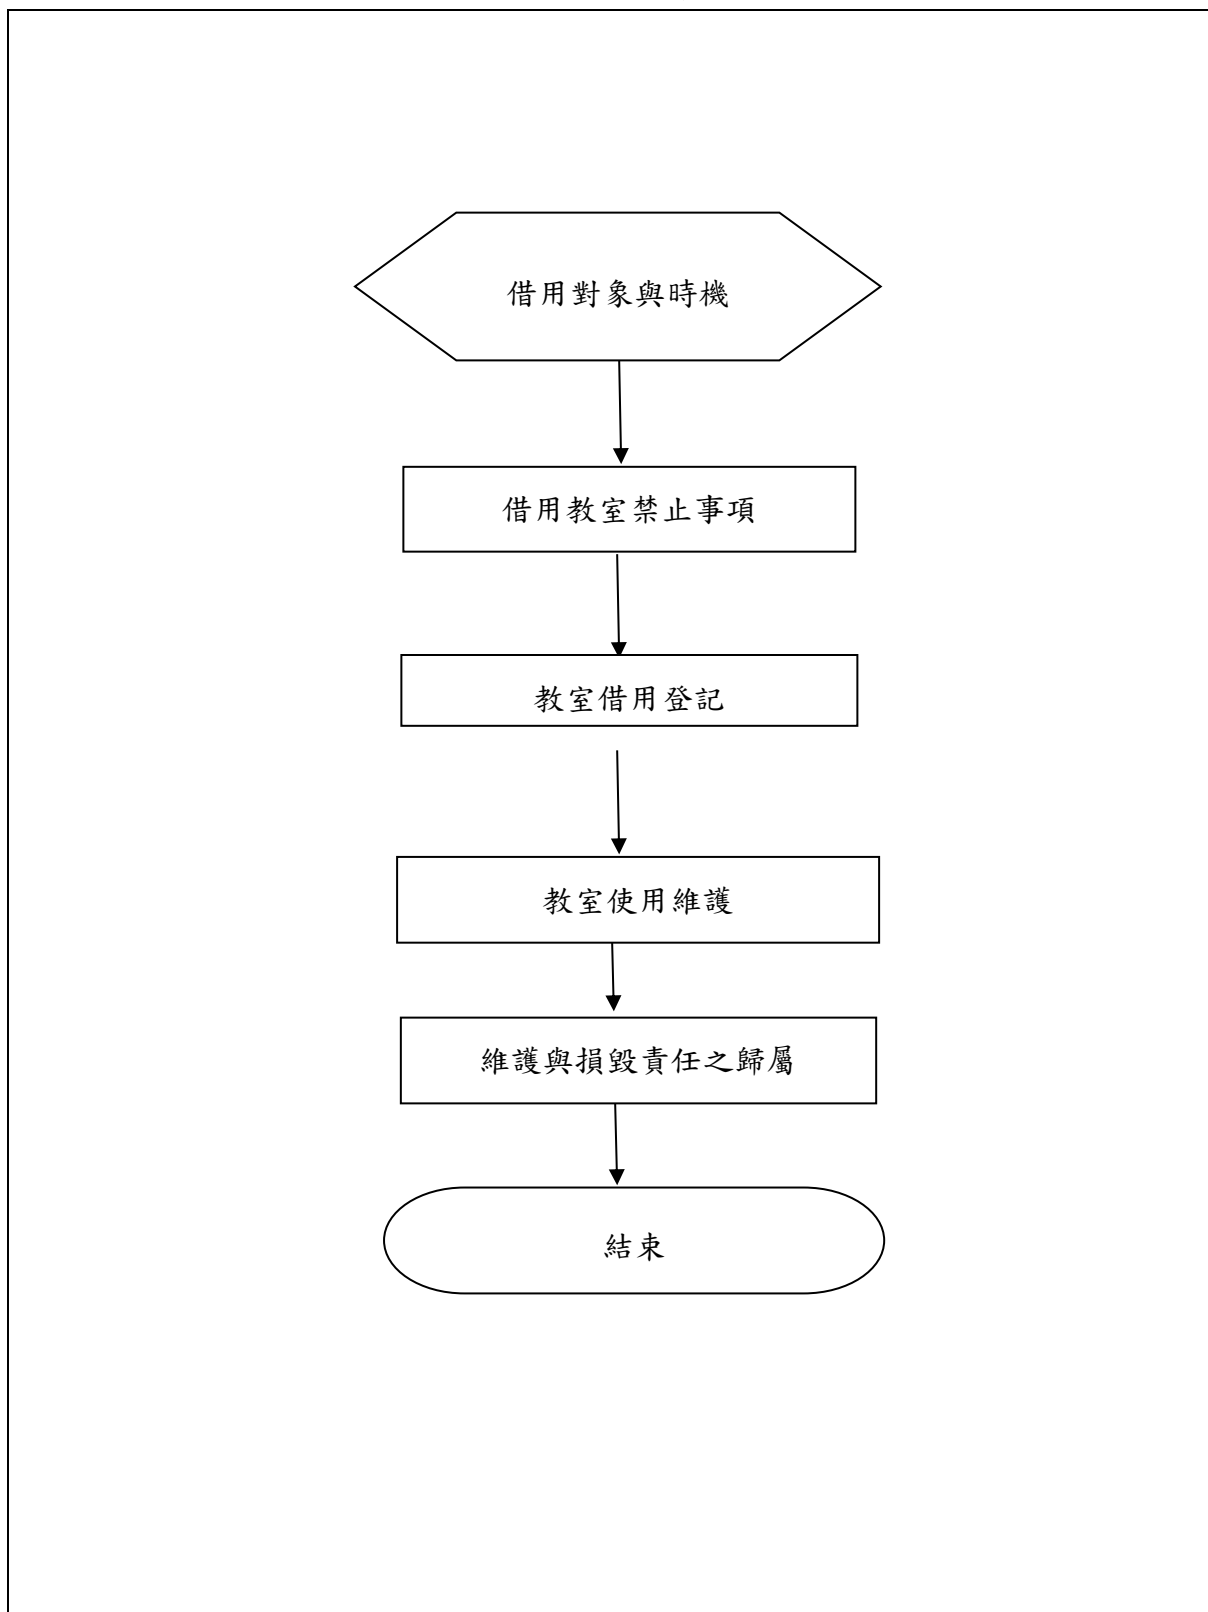 借用對象與時機
借用教室禁止事項
教室借用登記
教室使用維護
維護與損毀責任之歸屬
結束